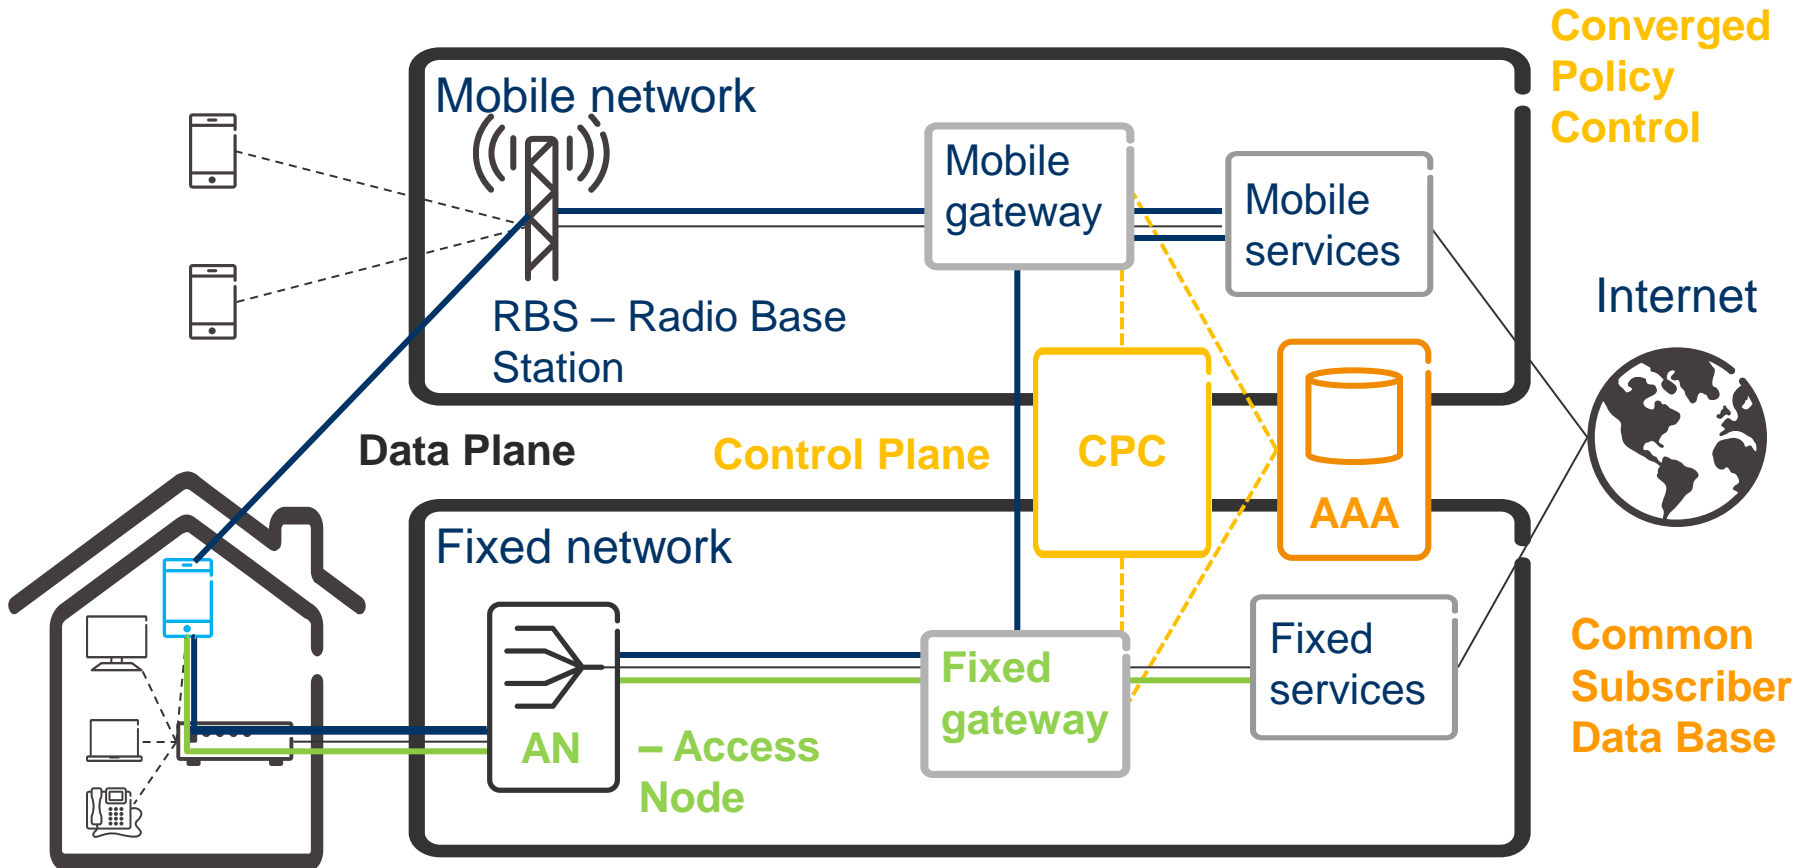 Converged
Policy
Control
Mobile network
Mobile
gateway
Mobile
services
RBS – Radio Base
Station
Internet
Data Plane
Control Plane
CPC
AAA
Fixed network
Fixed
gateway
Fixed
services
AN
– Access
Node
Common
Subscriber
Data Base